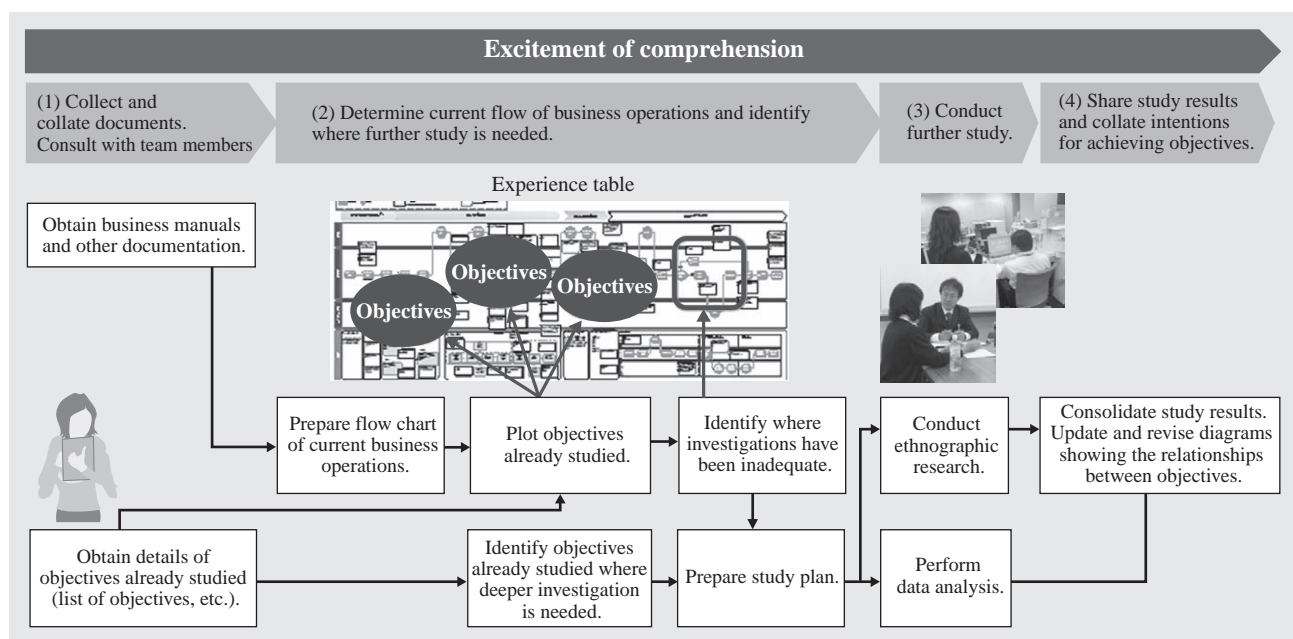 Excitement of comprehension
(1) Collect and
collate documents.
Consult with team members
(2) Determine current flow of business operations and identify
where further study is needed.
(3) Conduct
further study.
(4) Share study results
and collate intentions
for achieving objectives.
Experience table
Obtain business manuals
and other documentation.
Objectives
Objectives
Objectives
Prepare flow chart
of current business
operations.
Plot objectives
already studied.
Identify where
investigations have
been inadequate.
Conduct
ethnographic
research.
Consolidate study results.
Update and revise diagrams
showing the relationships
between objectives.
Obtain details of
objectives already studied
(list of objectives, etc.).
Identify objectives
already studied where
deeper investigation
is needed.
Prepare study plan.
Perform
data analysis.